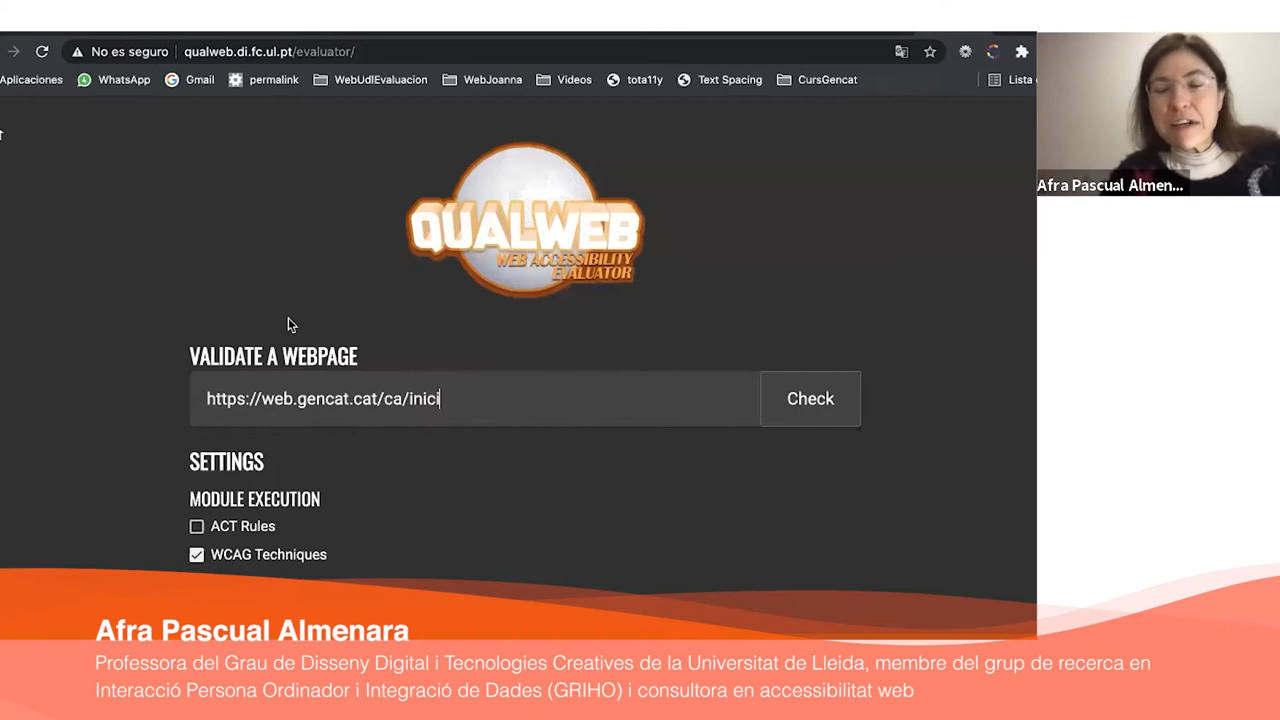 No es seguro qualweb.di.fc.ul.pt/evaluator/
Aplicaciones WhatsApp Gmail permalink WebUdlEvaluacion WebJoanna Videos tota11y Text Spacing CursGencat Lista
QUALWEB
WEB ACCESSIBILITY
EVALUATOR
Afra Pascual Almen...
VALIDATE A WEBPAGE
https://web.gencat.cat/ca/inici
Check
SETTINGS
MODULE EXECUTION
ACT Rules
WCAG Techniques
Afra Pascual Almenara
Professora del Grau de Disseny Digital i Tecnologies Creatives de la Universitat de Lleida, membre del grup de recerca en
Interacció Persona Ordinador i Integració de Dades (GRIHO) i consultora en accessibilitat web